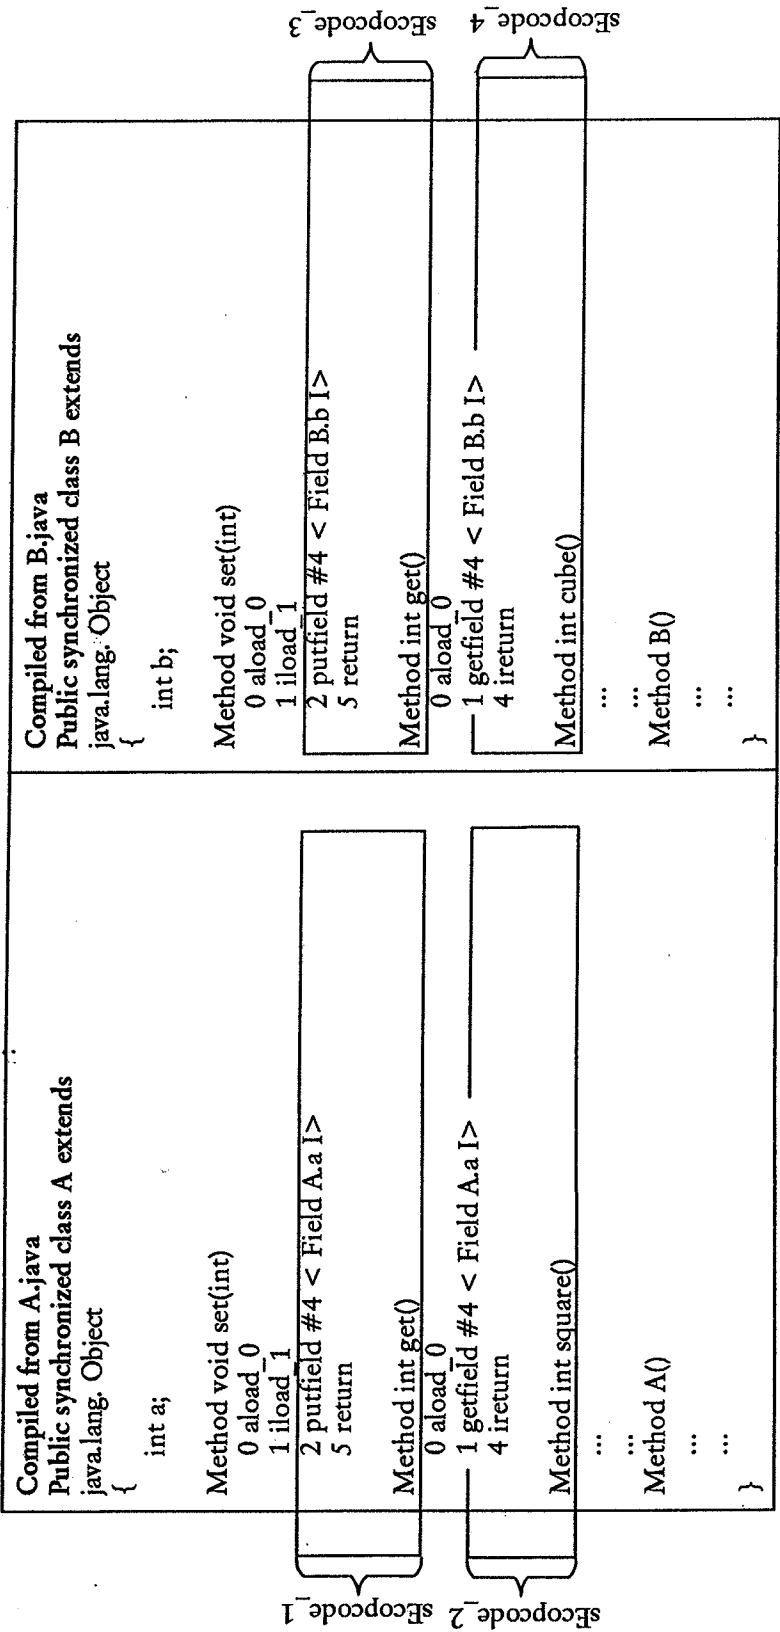 Compiled from A.java
Public synchronized class A extends
java.lang. Object
{
int a;
Method void set(int)
0 aload_0
1 iload_1
2 putfield #4 < Field A.a I>
5 return
Method int get()
0 aload_0
1 getfield #4 < Field A.a I>
4 ireturn
Method int square()
...
...
Method A()
...
...
}
sEcopcode_1
sEcopcode_2
Compiled from B.java
Public synchronized class B extends
java.lang. Object
{
int b;
Method void set(int)
0 aload_0
1 iload_1
2 putfield #4 < Field B.b I>
5 return
Method int get()
0 aload_0
1 getfield #4 < Field B.b I>
4 ireturn
Method int cube()
...
...
Method B()
...
...
}
sEcopcode_3
sEcopcode_4